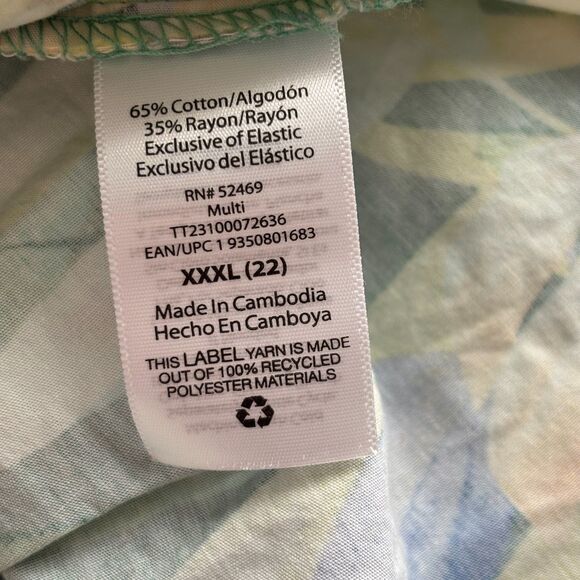 65% Cotton/Algodón
35% Rayon/Rayón
Exclusive of Elastic
Exclusivo del Elástico
RN# 52469
Multi
TT23100072636
EAN/UPC 1 9350801683
XXXL (22)
Made In Cambodia
Hecho En Camboya
THIS LABEL YARN IS MADE
OUT OF 100% RECYCLED
POLYESTER MATERIALS